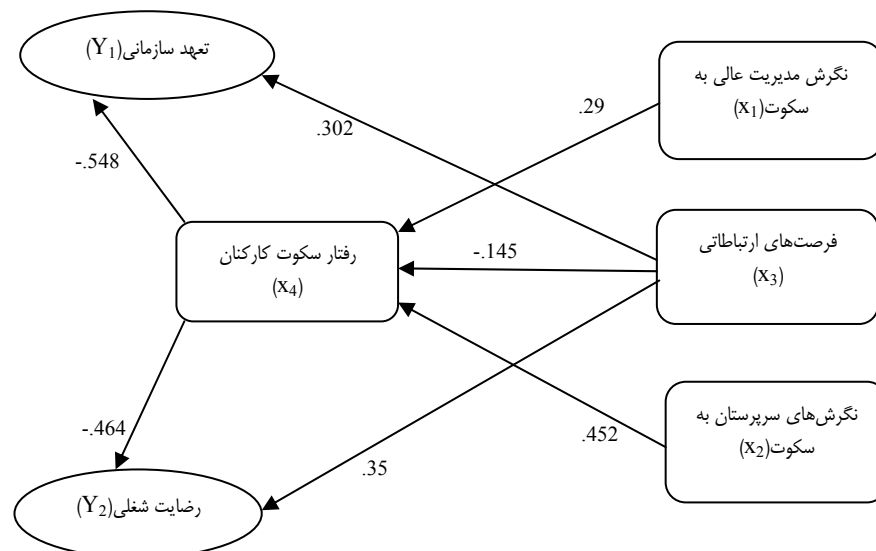 تعهد سازمانی(Y1)
نگرش مدیریت عالی به
سکوت(x1)
.29
.302
-.548
رفتار سکوت کارکنان
(x4)
-.145
فرصت‌های ارتباطاتی
(x3)
نگرش‌های سرپرستان به
سکوت(x2)
-.464
.452
.35
رضایت شغلی(Y2)